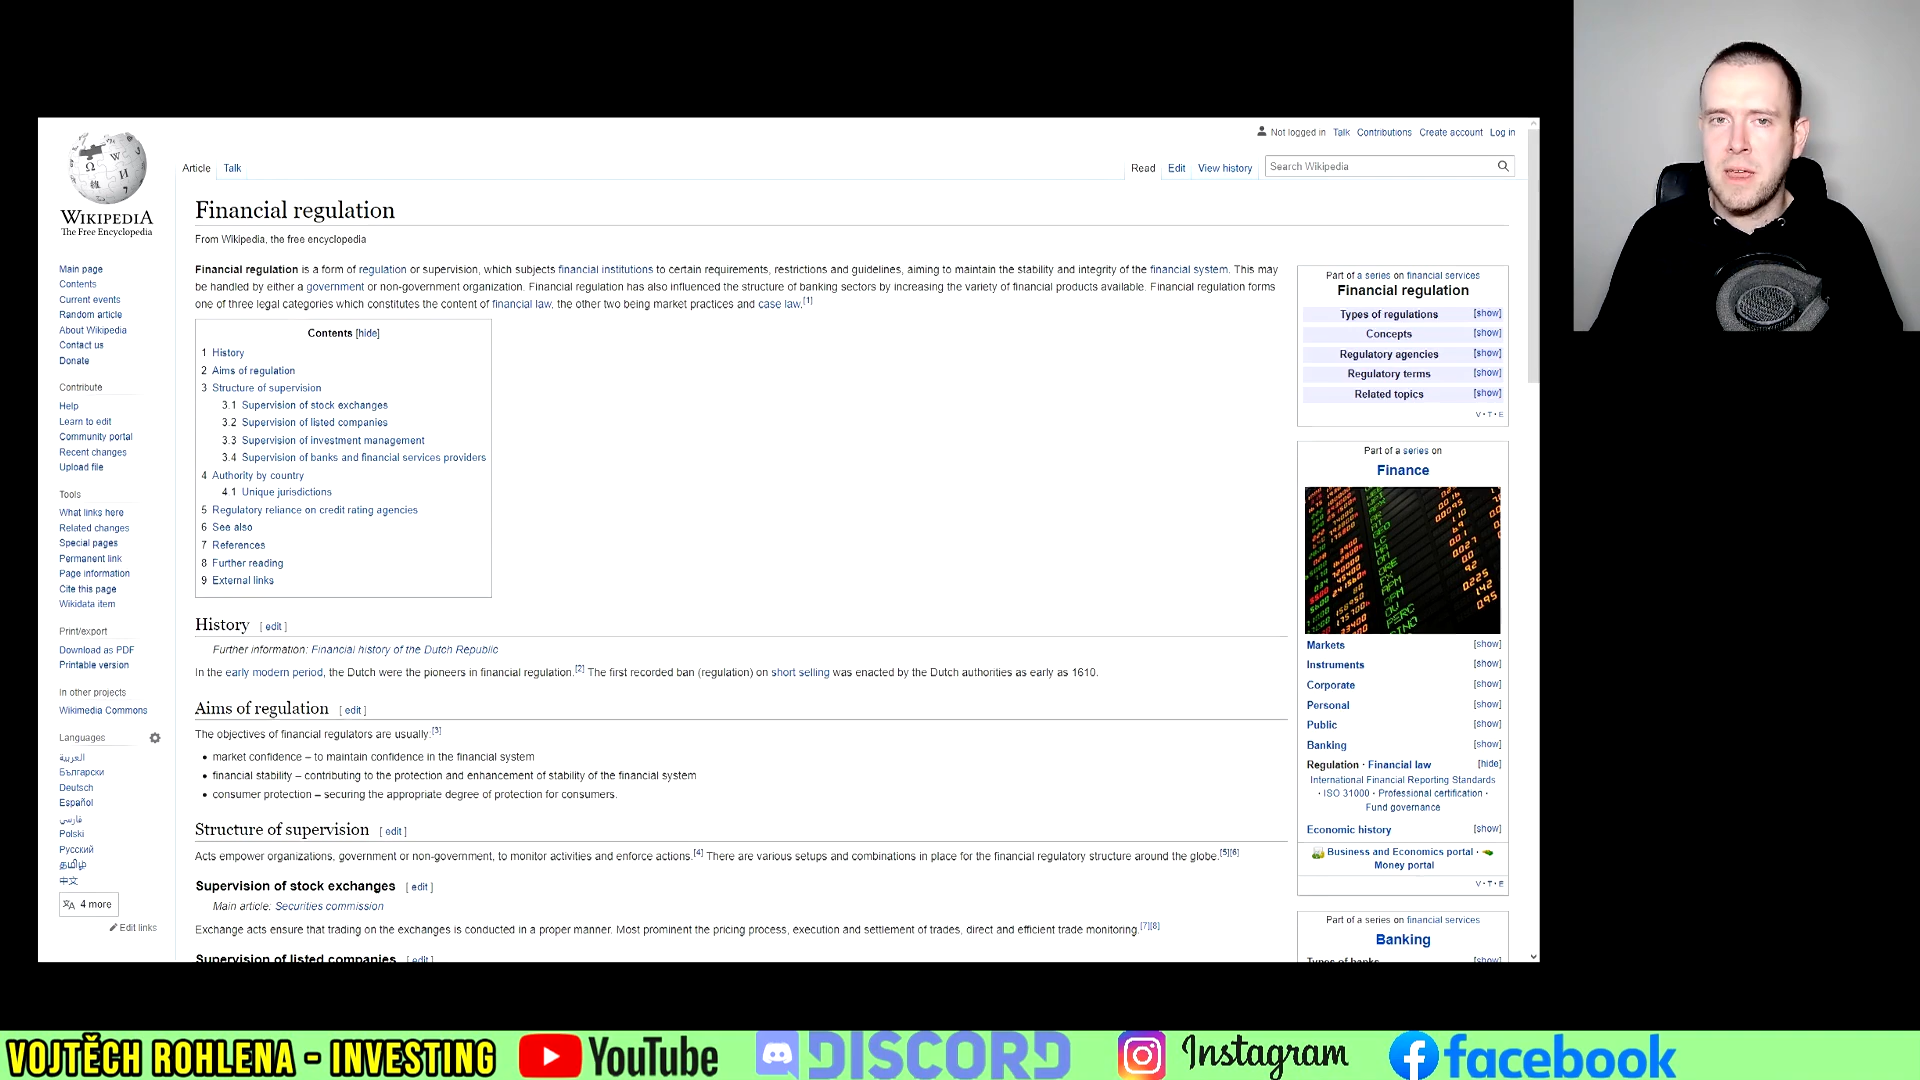 Not logged in Talk Contributions Create account Log in
Article Talk Read Edit View history Search Wikipedia
WIKIPEDIA
The Free Encyclopedia
Main page
Contents
Current events
Random article
About Wikipedia
Contact us
Donate
Contribute
Help
Learn to edit
Community portal
Recent changes
Upload file
Tools
What links here
Related changes
Special pages
Permanent link
Page information
Cite this page
Wikidata item
Print/export
Download as PDF
Printable version
In other projects
Wikimedia Commons
Languages
العربية
Български
Deutsch
Español
فارسی
Polski
Русский
தமிழ்
中文
4 more
Edit links
Financial regulation
From Wikipedia, the free encyclopedia
Financial regulation is a form of regulation or supervision, which subjects financial institutions to certain requirements, restrictions and guidelines, aiming to maintain the stability and integrity of the financial system. This may
be handled by either a government or non-government organization. Financial regulation has also influenced the structure of banking sectors by increasing the variety of financial products available. Financial regulation forms
one of three legal categories which constitutes the content of financial law, the other two being market practices and case law.[1]
Contents [hide]
1 History
2 Aims of regulation
3 Structure of supervision
3.1 Supervision of stock exchanges
3.2 Supervision of listed companies
3.3 Supervision of investment management
3.4 Supervision of banks and financial services providers
4 Authority by country
4.1 Unique jurisdictions
5 Regulatory reliance on credit rating agencies
6 See also
7 References
8 Further reading
9 External links
History [ edit ]
Further information: Financial history of the Dutch Republic
In the early modern period, the Dutch were the pioneers in financial regulation.[2] The first recorded ban (regulation) on short selling was enacted by the Dutch authorities as early as 1610.
Aims of regulation [ edit ]
The objectives of financial regulators are usually:[3]
• market confidence – to maintain confidence in the financial system
• financial stability – contributing to the protection and enhancement of stability of the financial system
• consumer protection – securing the appropriate degree of protection for consumers.
Structure of supervision [ edit ]
Acts empower organizations, government or non-government, to monitor activities and enforce actions.[4] There are various setups and combinations in place for the financial regulatory structure around the globe.[5][6]
Supervision of stock exchanges [ edit ]
Main article: Securities commission
Exchange acts ensure that trading on the exchanges is conducted in a proper manner. Most prominent the pricing process, execution and settlement of trades, direct and efficient trade monitoring.[7][8]
Supervision of listed companies [ edit ]
Part of a series on financial services
Financial regulation
Types of regulations [show]
Concepts [show]
Regulatory agencies [show]
Regulatory terms [show]
Related topics [show]
V · T · E
Part of a series on
Finance
Markets [show]
Instruments [show]
Corporate [show]
Personal [show]
Public [show]
Banking [show]
Regulation · Financial law [hide]
International Financial Reporting Standards
· ISO 31000 · Professional certification ·
Fund governance
Economic history [show]
Business and Economics portal ·
Money portal
V · T · E
Part of a series on financial services
Banking
Types of banks [show]
VOJTĚCH ROHLENA - INVESTING YouTube DISCORD Instagram facebook